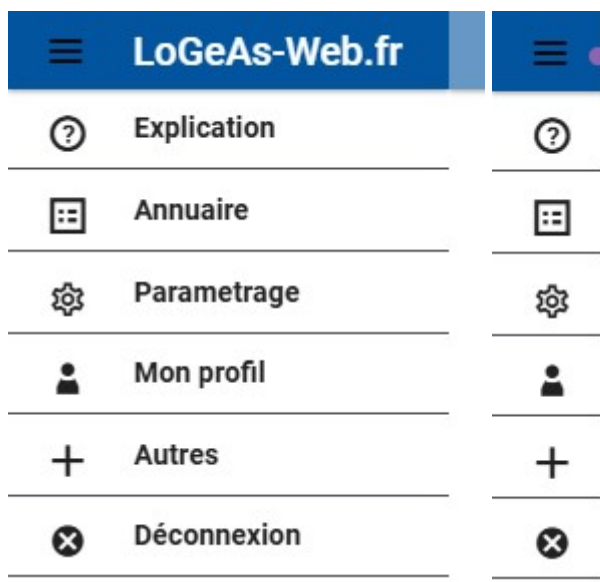 LoGeAs-Web.fr
Explication
Annuaire
Parametrage
Mon profil
Autres
Déconnexion